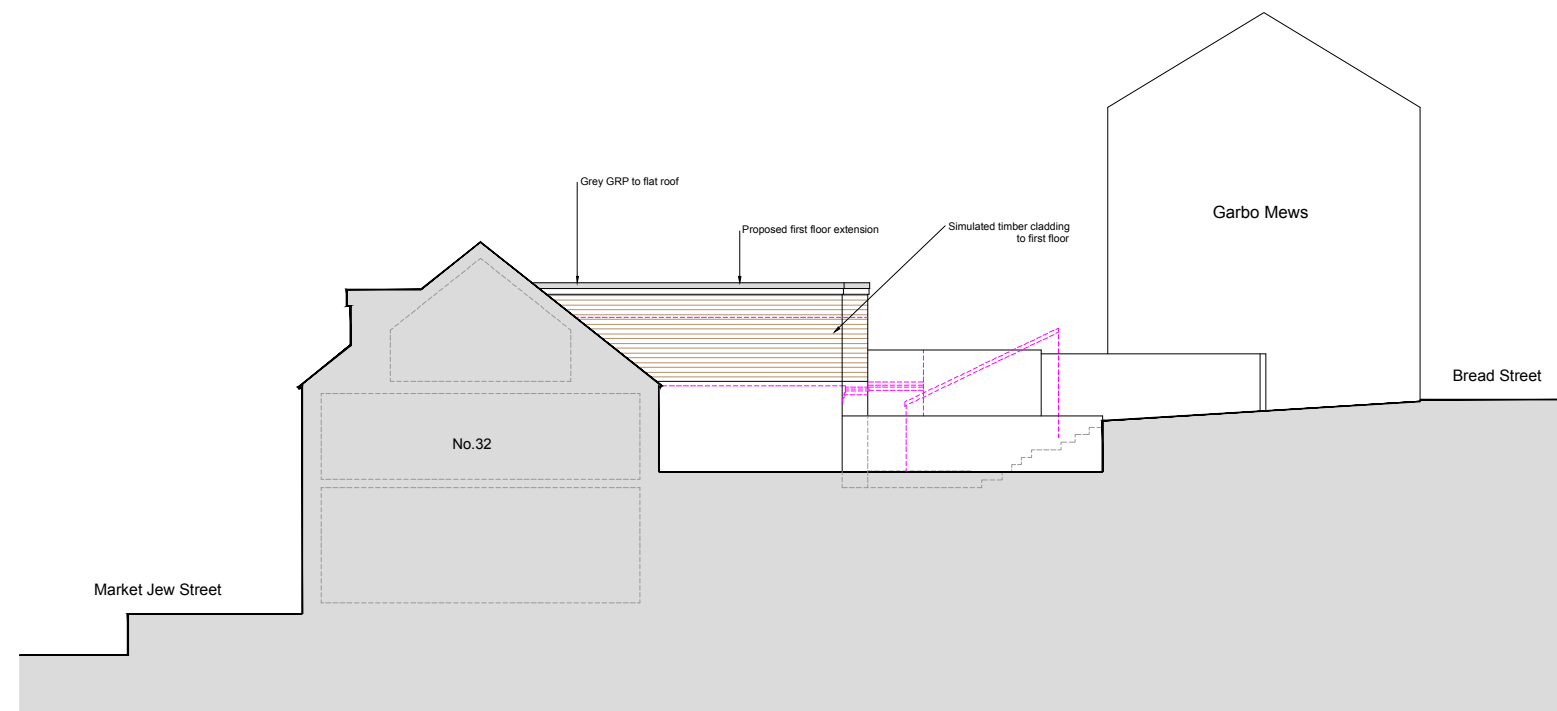 Grey GRP to flat roof
Proposed first floor extension
Simulated timber cladding
to first floor
Garbo Mews
Bread Street
No.32
Market Jew Street